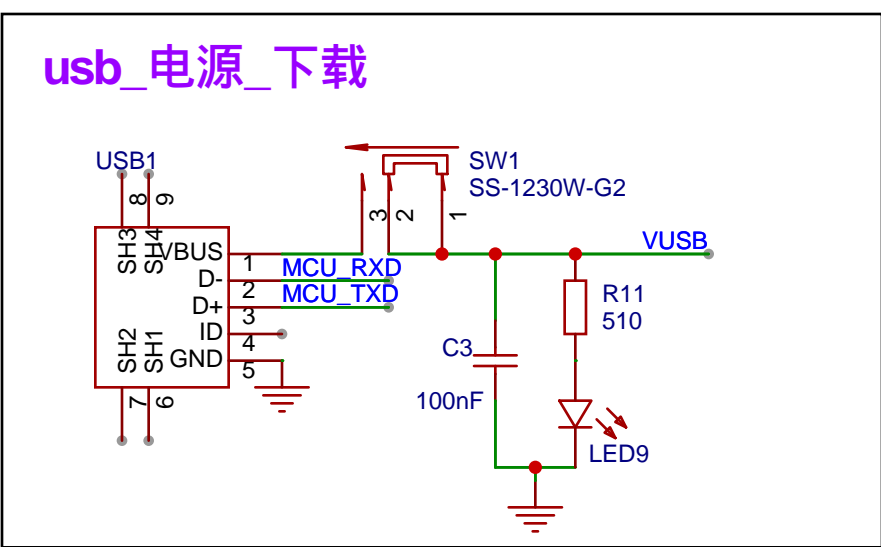 usb_电源_下载
USB1
SW1
SS-1230W-G2
8
9
3
2
1
SH3
SH4
VBUS
1
MCU_RXD
D-
2
MCU_TXD
D+
3
ID
4
GND
5
SH2
SH1
7
6
VUSB
R11
510
C3
100nF
LED9